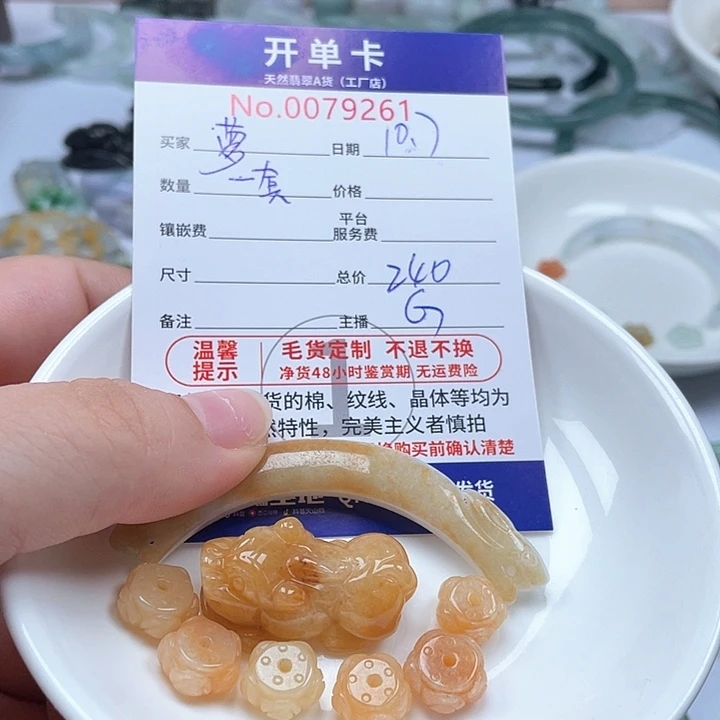 开单卡
天然翡翠A货（工厂店）
No.0079261
买家 萝 日期 10.7
数量 一套 价格
镶嵌费 平台服务费
尺寸 总价 240
备注 主播 G
温馨提示 毛货定制 不退不换
净货48小时鉴赏期 无运费险
货的棉、纹线、晶体等均为
然特性，完美主义者慎拍
购买前确认清楚
发货